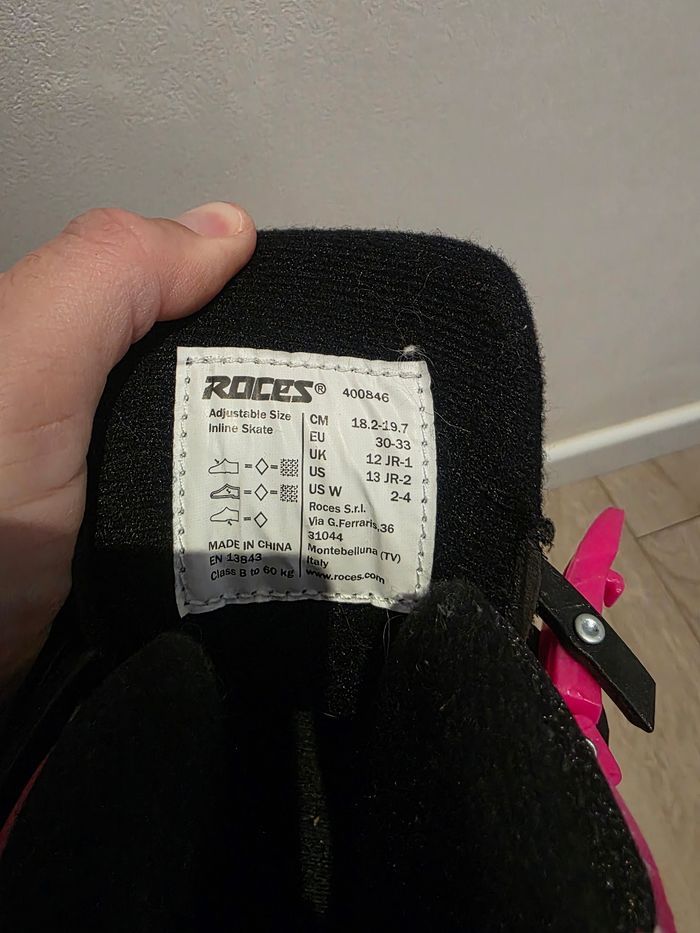 ROCES® 400846
Adjustable Size
Inline Skate
CM 18.2-19.7
EU 30-33
UK 12 JR-1
US 13 JR-2
US W 2-4
Roces S.r.l.
Via G.Ferraris,36
31044
Montebelluna (TV)
Italy
www.roces.com
MADE IN CHINA
EN 13843
Class B to 60 kg